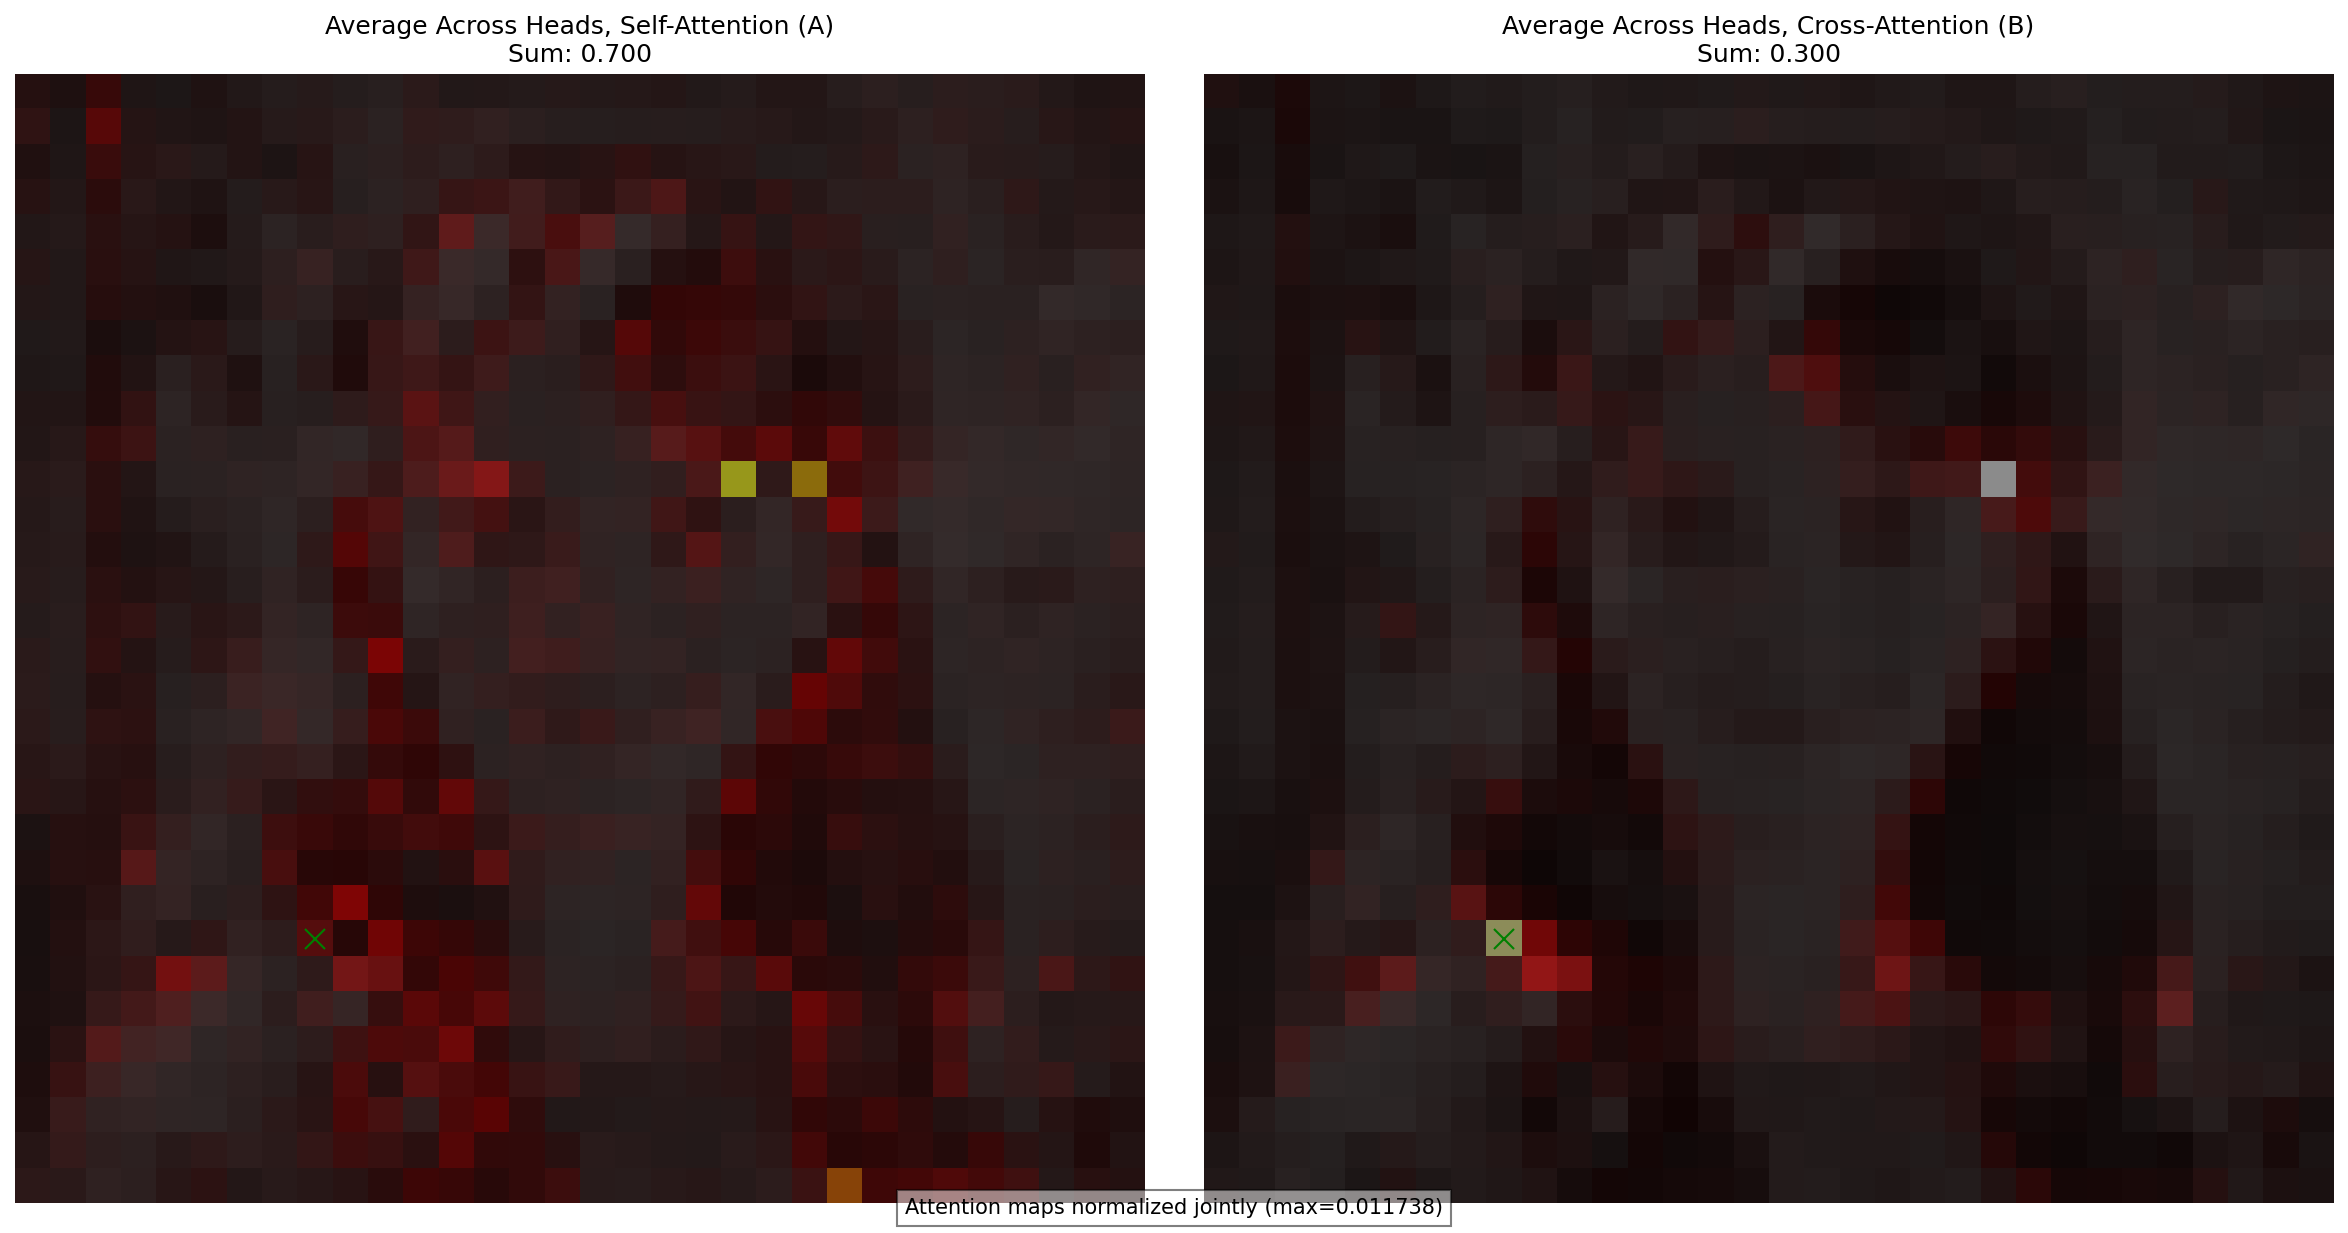 Average Across Heads, Self-Attention (A)
Sum: 0.700
Average Across Heads, Cross-Attention (B)
Sum: 0.300
Attention maps normalized jointly (max=0.011738)